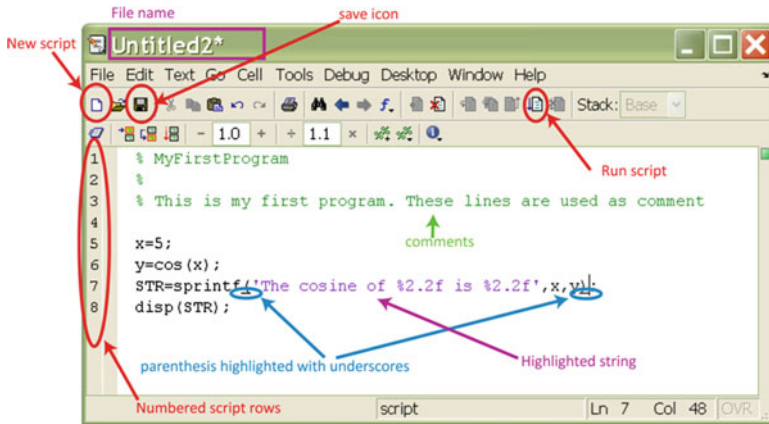 File name
save icon
New script
Untitled2*
File Edit Text Go Cell Tools Debug Desktop Window Help
Stack: Base
- 1.0 + ÷ 1.1 ×
Run script
1 % MyFirstProgram
2 %
3 % This is my first program. These lines are used as comment
4
comments
5 x=5;
6 y=cos(x);
7 STR=sprintf('The cosine of %2.2f is %2.2f',x,y);
8 disp(STR);
parenthesis highlighted with underscores
Highlighted string
Numbered script rows
script Ln 7 Col 48 OVR